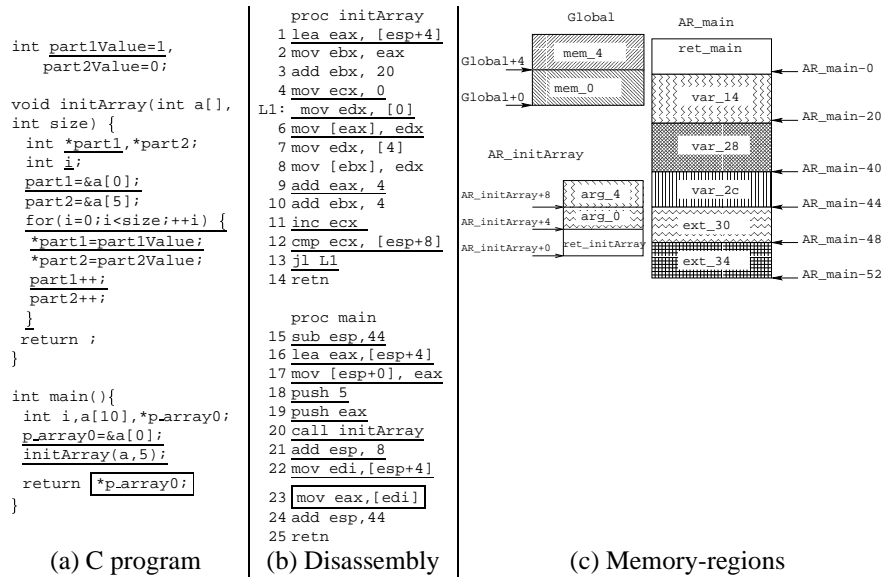 int part1Value=1,
part2Value=0;
void initArray(int a[],
int size) {
int *part1,*part2;
int i;
part1=&a[0];
part2=&a[5];
for(i=0;i<size;++i) {
*part1=part1Value;
*part2=part2Value;
part1++;
part2++;
}
return ;
}
int main(){
int i,a[10],*p_array0;
p_array0=&a[0];
initArray(a,5);
return *p_array0;
}
(a) C program
proc initArray
1 lea eax, [esp+4]
2 mov ebx, eax
3 add ebx, 20
4 mov ecx, 0
L1: mov edx, [0]
6 mov [eax], edx
7 mov edx, [4]
8 mov [ebx], edx
9 add eax, 4
10 add ebx, 4
11 inc ecx
12 cmp ecx, [esp+8]
13 jl L1
14 retn
proc main
15 sub esp,44
16 lea eax,[esp+4]
17 mov [esp+0], eax
18 push 5
19 push eax
20 call initArray
21 add esp, 8
22 mov edi,[esp+4]
23 mov eax,[edi]
24 add esp,44
25 retn
(b) Disassembly
Global
Global+4
mem_4
Global+0
mem_0
AR_initArray
AR_initArray+8
arg_4
AR_initArray+4
arg_0
AR_initArray+0
ret_initArray
AR_main
ret_main
AR_main-0
var_14
AR_main-20
var_28
AR_main-40
var_2c
AR_main-44
ext_30
AR_main-48
ext_34
AR_main-52
(c) Memory-regions